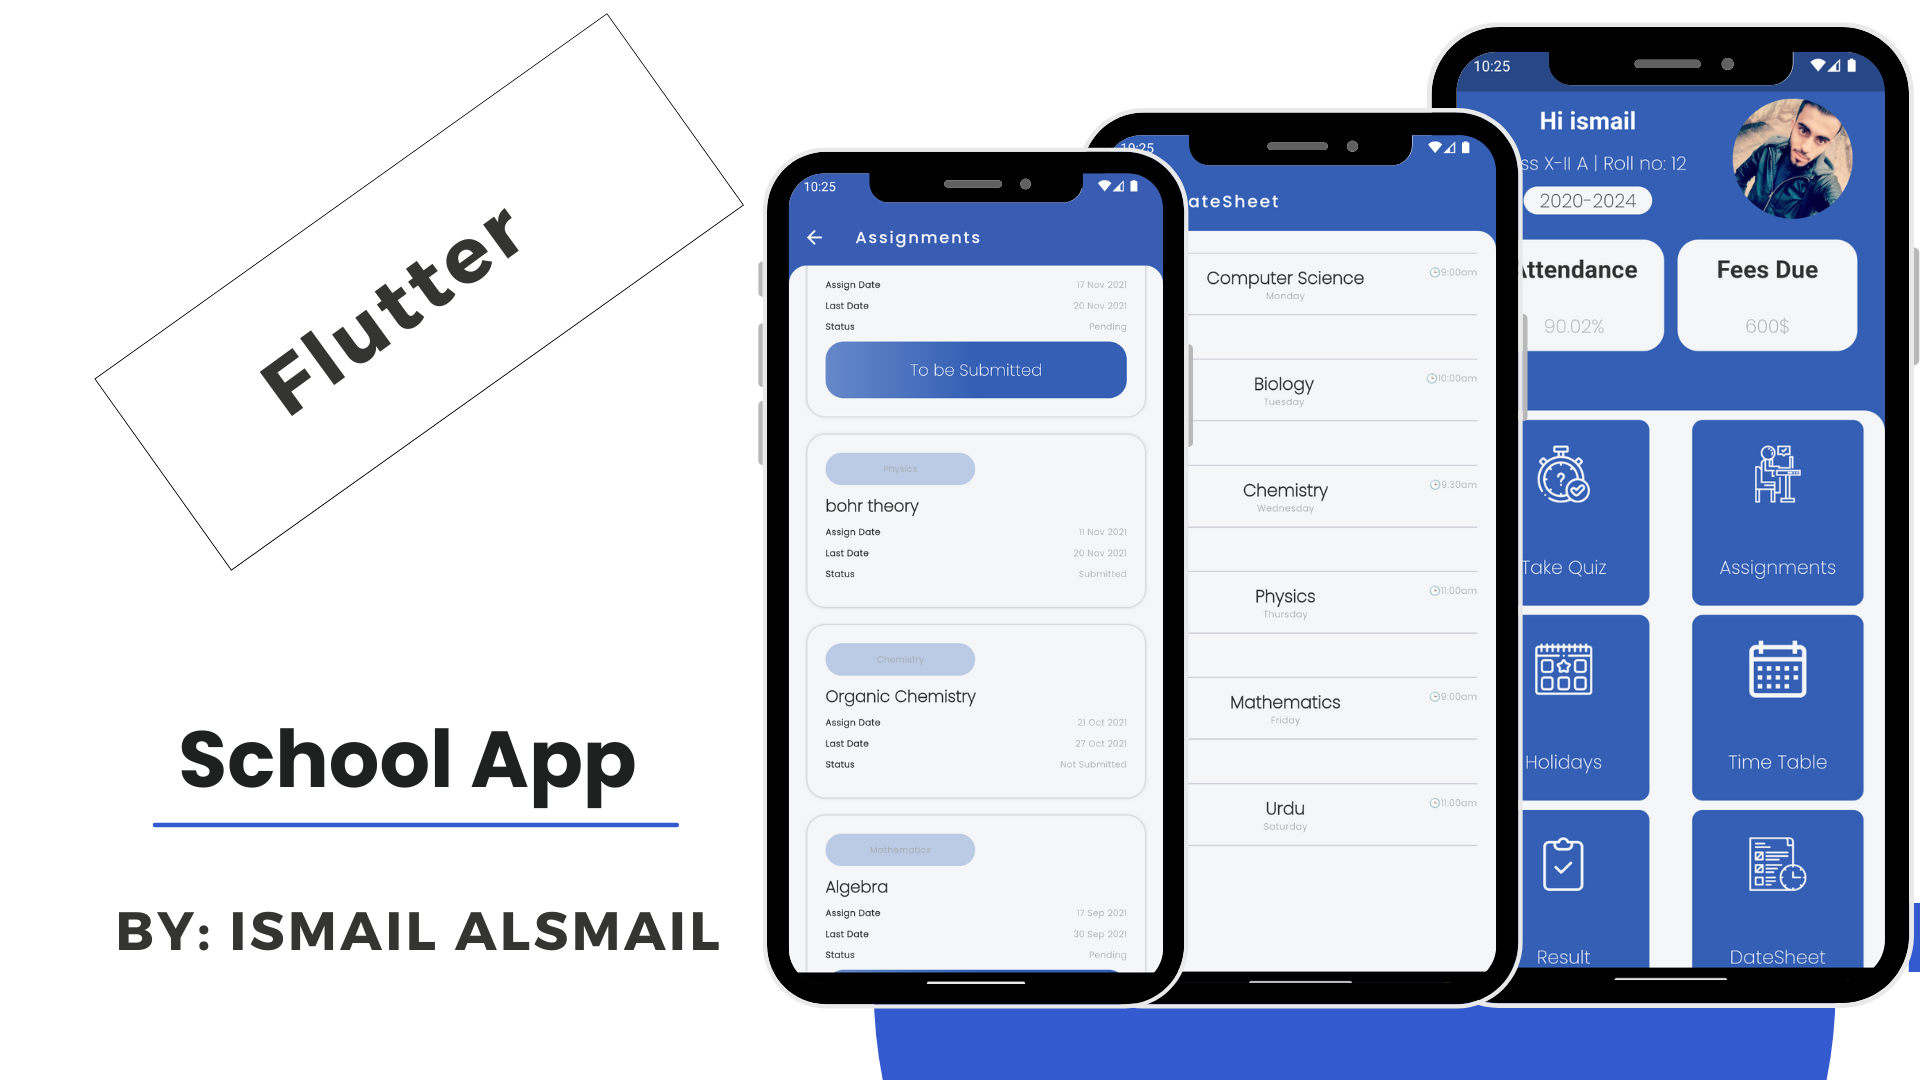 Flutter
School App
BY: ISMAIL ALSMAIL
10:25
Assignments
Assign Date 17 Nov 2021
Last Date 20 Nov 2021
Status Pending
To be Submitted
Physics
bohr theory
Assign Date 11 Nov 2021
Last Date 20 Nov 2021
Status Submitted
Chemistry
Organic Chemistry
Assign Date 21 Oct 2021
Last Date 27 Oct 2021
Status Not Submitted
Mathematics
Algebra
Assign Date 17 Sep 2021
Last Date 30 Sep 2021
Status Pending
10:25
ateSheet
Computer Science 9:00am
Monday
Biology 10:00am
Tuesday
Chemistry 9:30am
Wednesday
Physics 11:00am
Thursday
Mathematics 9:00am
Friday
Urdu 11:00am
Saturday
10:25
Hi ismail
ss X-II A | Roll no: 12
2020-2024
Attendance
90.02%
Fees Due
600$
Take Quiz
Assignments
Holidays
Time Table
Result
DateSheet